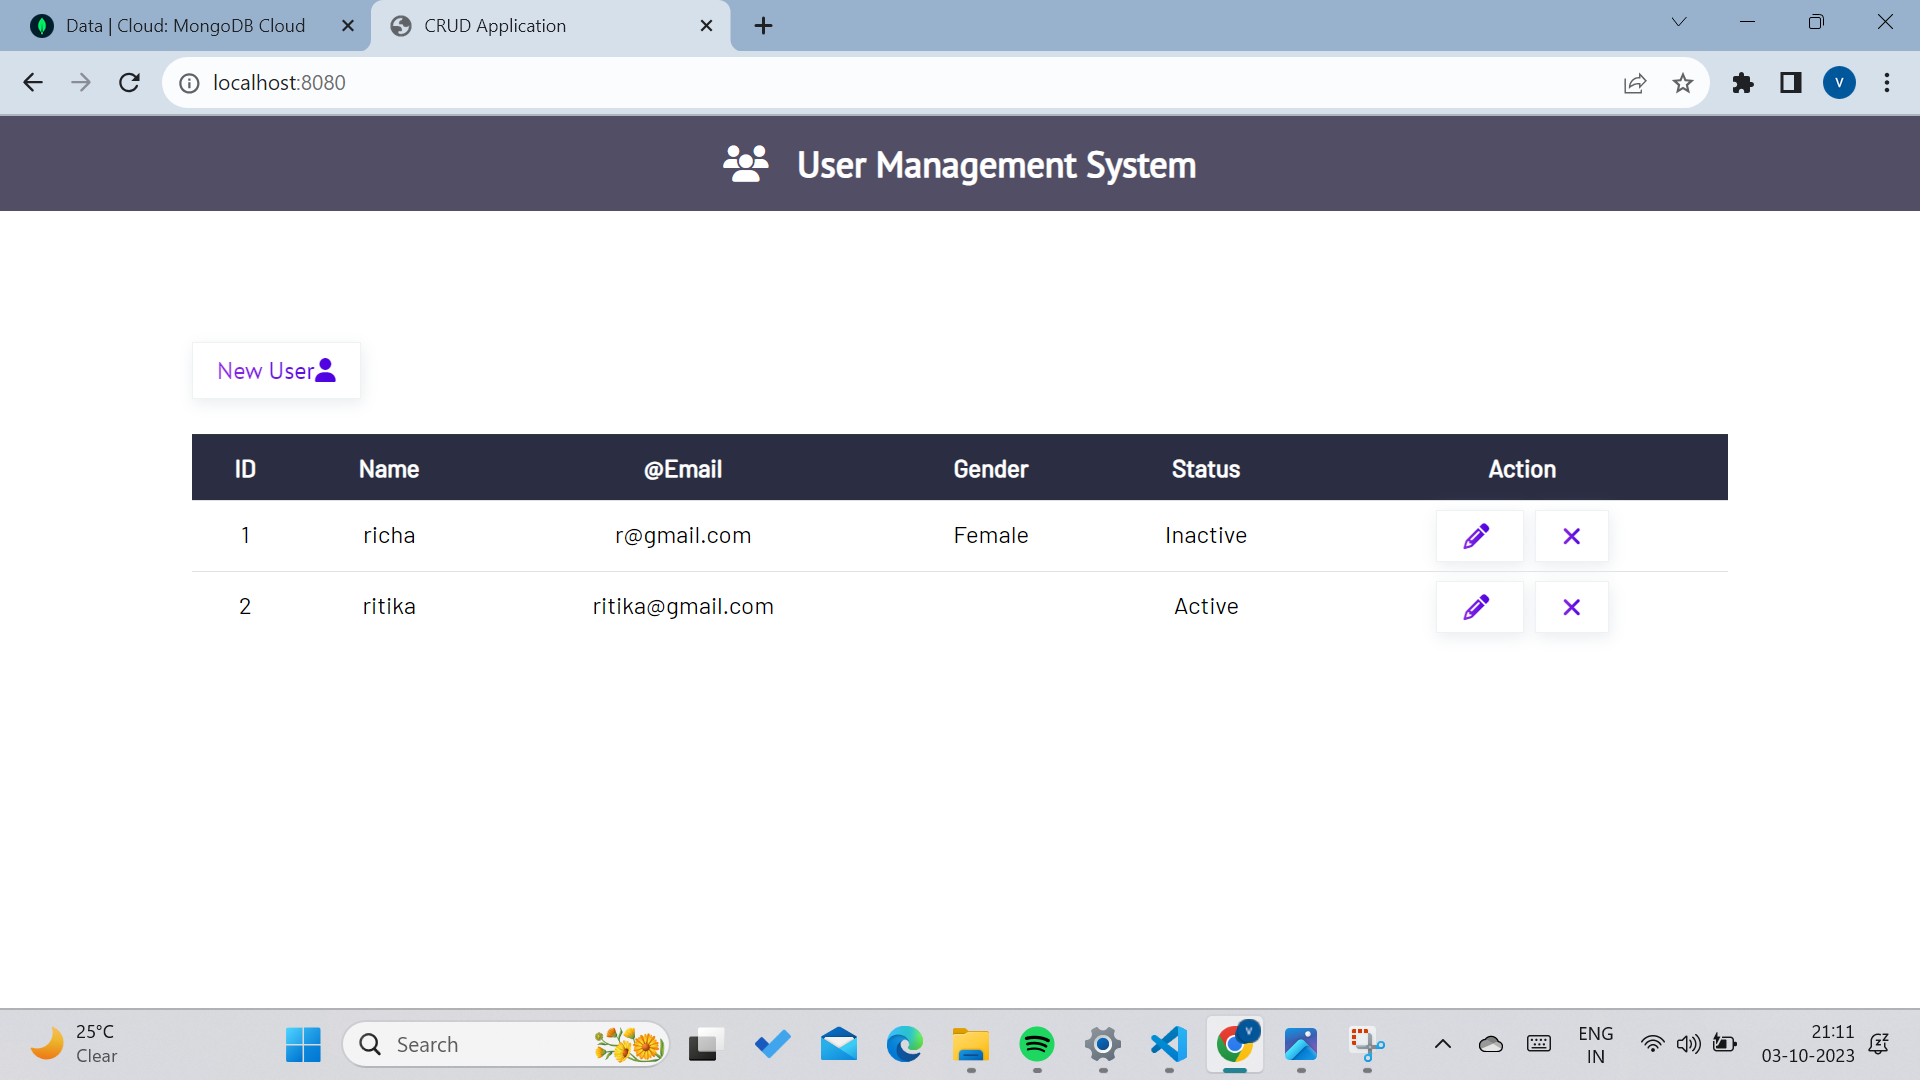 Data | Cloud: MongoDB Cloud
CRUD Application
localhost:8080
V
User Management System
New User
ID Name @Email Gender Status Action
1 richa r@gmail.com Female Inactive
2 ritika ritika@gmail.com Active
25°C
Clear
Search
V
ENG
IN
21:11
03-10-2023